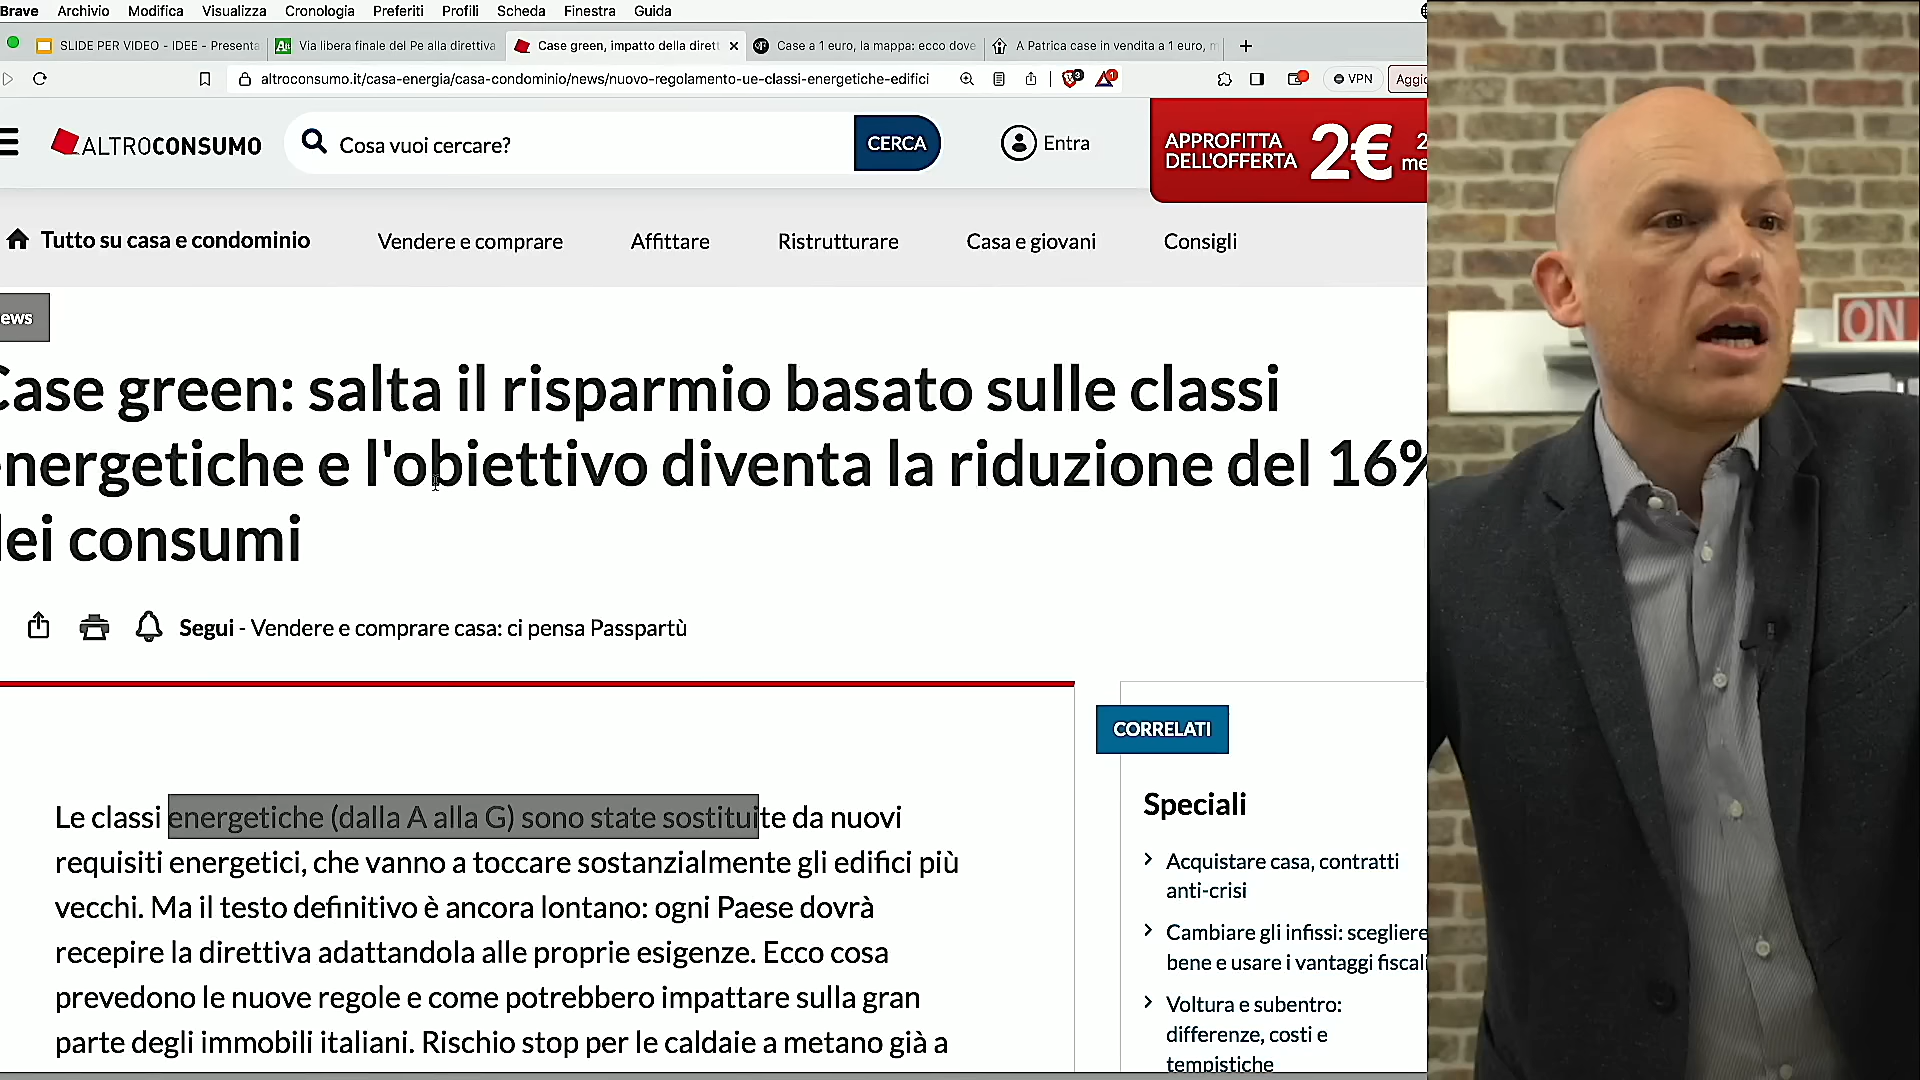 Brave Archivio Modifica Visualizza Cronologia Preferiti Profili Scheda Finestra Guida
SLIDE PER VIDEO - IDEE - Presenta
Via libera finale del Pe alla direttiva
Case green, impatto della dirett
Case a 1 euro, la mappa: ecco dove
A Patrica case in vendita a 1 euro,
altroconsumo.it/casa-energia/casa-condominio/news/nuovo-regolamento-ue-classi-energetiche-edifici
VPN
ALTROCONSUMO
Cosa vuoi cercare?
CERCA
Entra
APPROFITTA
DELL'OFFERTA
2€
2
me
Tutto su casa e condominio
Vendere e comprare
Affittare
Ristrutturare
Casa e giovani
Consigli
ews
Case green: salta il risparmio basato sulle classi
energetiche e l'obiettivo diventa la riduzione del 16%
dei consumi
Segui - Vendere e comprare casa: ci pensa Passpartù
Le classi energetiche (dalla A alla G) sono state sostituite da nuovi
requisiti energetici, che vanno a toccare sostanzialmente gli edifici più
vecchi. Ma il testo definitivo è ancora lontano: ogni Paese dovrà
recepire la direttiva adattandola alle proprie esigenze. Ecco cosa
prevedono le nuove regole e come potrebbero impattare sulla gran
parte degli immobili italiani. Rischio stop per le caldaie a metano già a
CORRELATI
Speciali
Acquistare casa, contratti
anti-crisi
Cambiare gli infissi: scegliere
bene e usare i vantaggi fiscali
Voltura e subentro:
differenze, costi e
tempistiche
ON